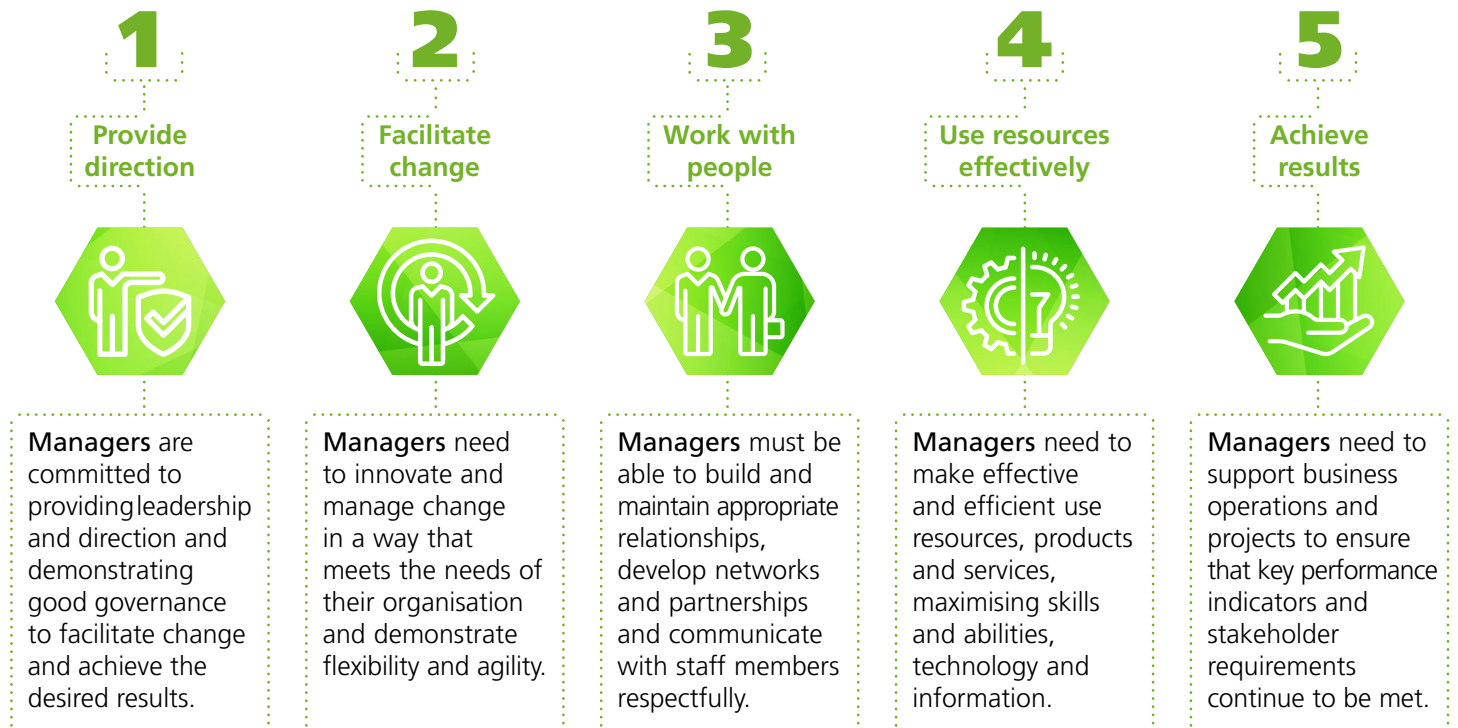 1
Provide
direction
Managers are
committed to
providing leadership
and direction and
demonstrating
good governance
to facilitate change
and achieve the
desired results.
2
Facilitate
change
Managers need
to innovate and
manage change
in a way that
meets the needs of
their organisation
and demonstrate
flexibility and agility.
3
Work with
people
Managers must be
able to build and
maintain appropriate
relationships,
develop networks
and partnerships
and communicate
with staff members
respectfully.
4
Use resources
effectively
Managers need to
make effective
and efficient use
resources, products
and services,
maximising skills
and abilities,
technology and
information.
5
Achieve
results
Managers need to
support business
operations and
projects to ensure
that key performance
indicators and
stakeholder
requirements
continue to be met.